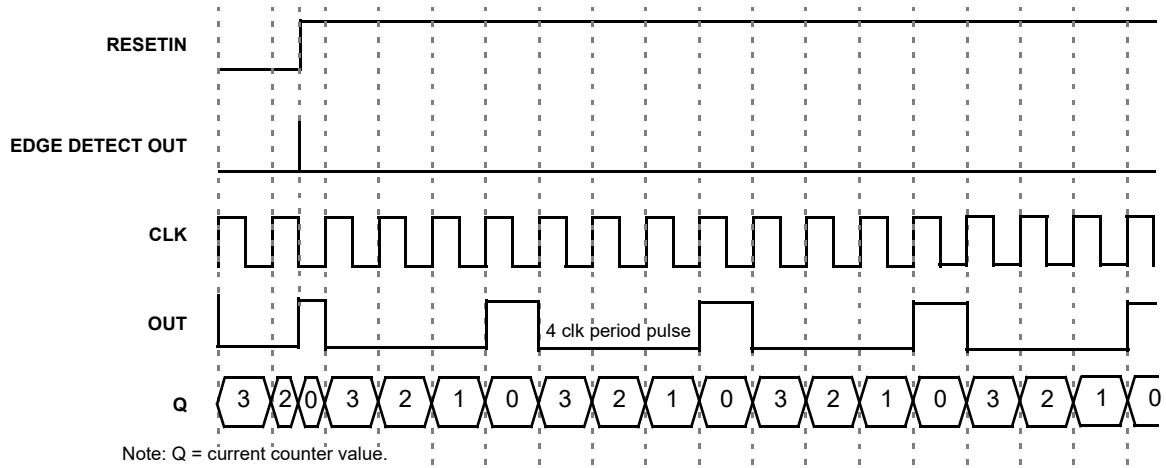 RESETIN
EDGE DETECT OUT
CLK
OUT
4 clk period pulse
Q
3 2 0 3 2 1 0 3 2 1 0 3 2 1 0 3 2 1 0
Note: Q = current counter value.